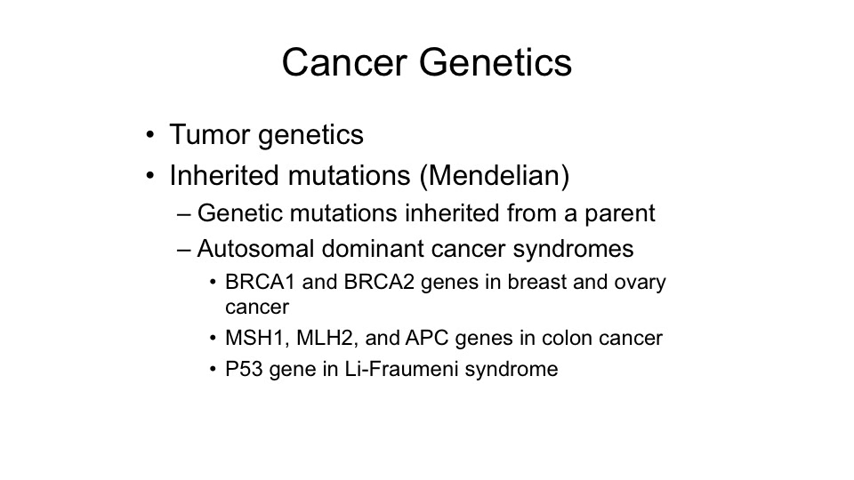 Cancer Genetics
• Tumor genetics
• Inherited mutations (Mendelian)
– Genetic mutations inherited from a parent
– Autosomal dominant cancer syndromes
• BRCA1 and BRCA2 genes in breast and ovary
cancer
• MSH1, MLH2, and APC genes in colon cancer
• P53 gene in Li-Fraumeni syndrome